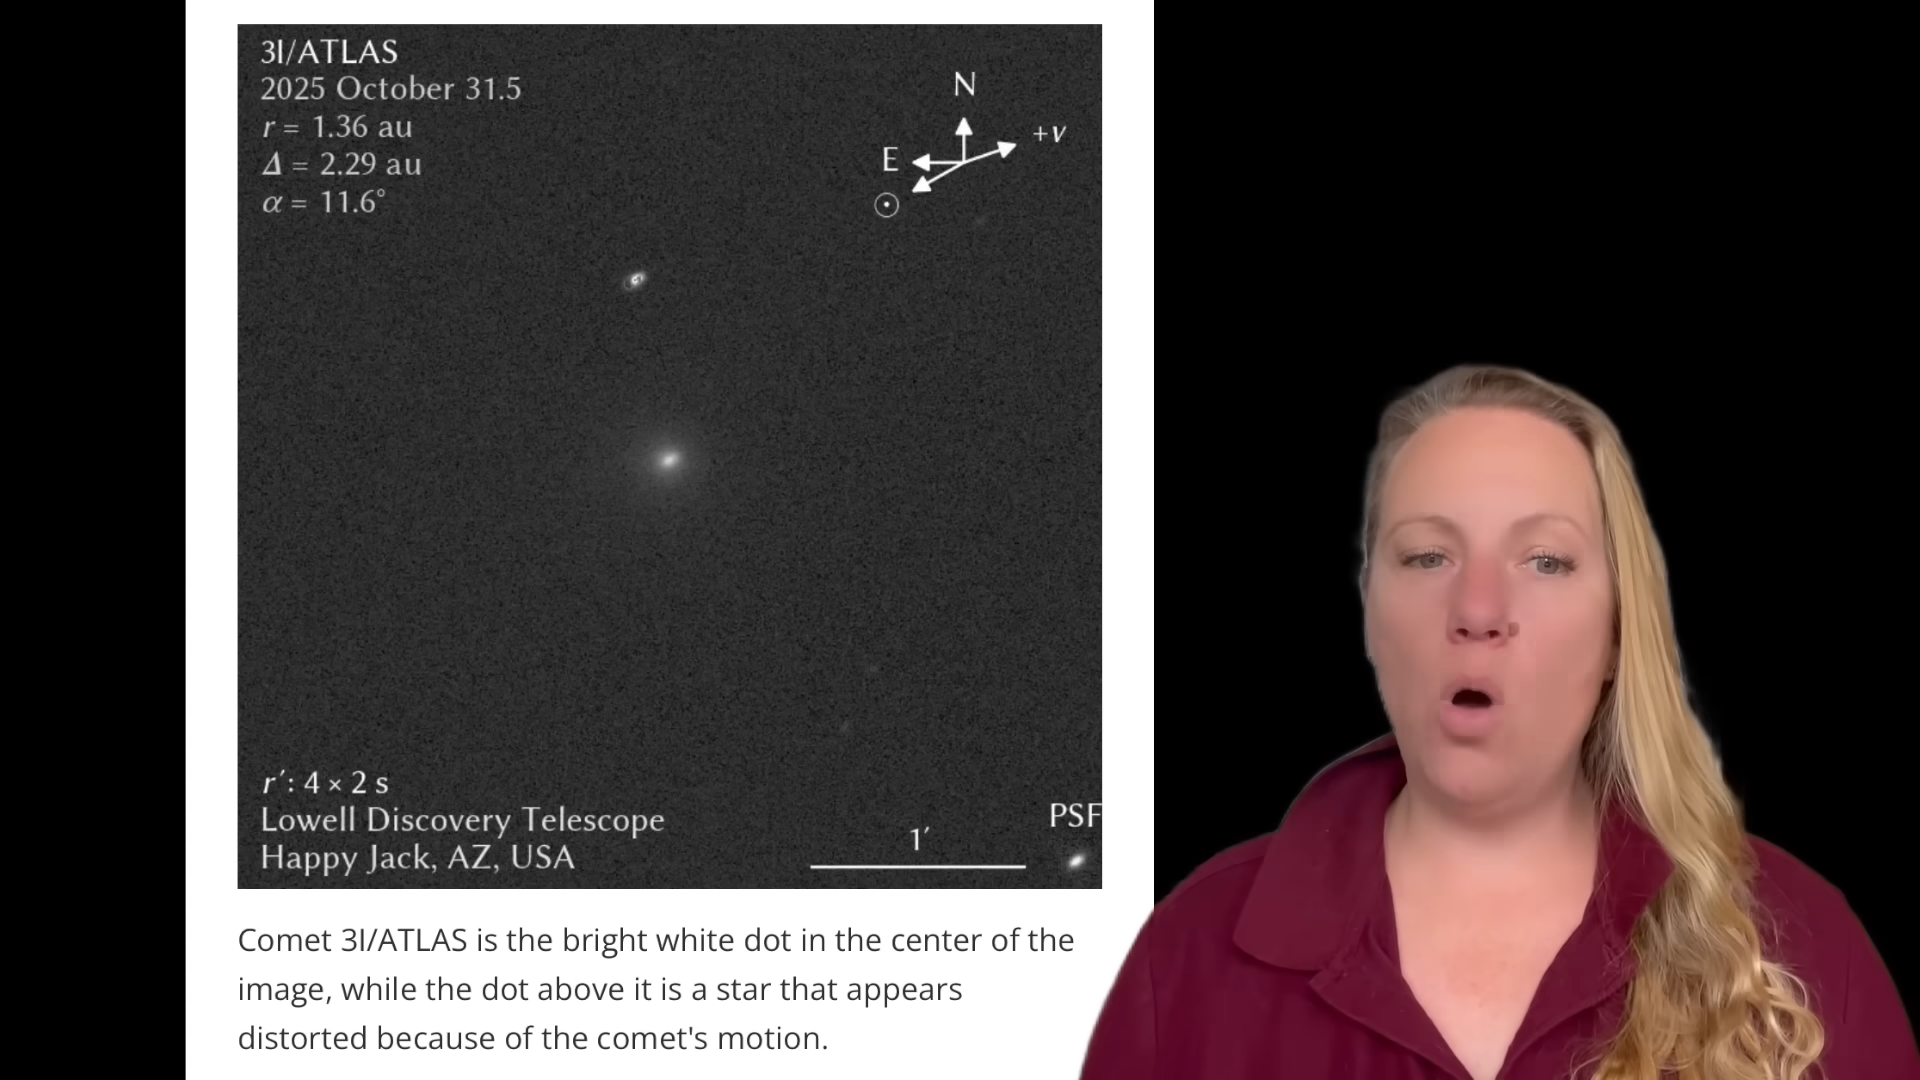 3I/ATLAS
2025 October 31.5
r = 1.36 au
Δ = 2.29 au
α = 11.6°
N
+v
E
r′: 4 × 2 s
Lowell Discovery Telescope
Happy Jack, AZ, USA
1′
PSF
Comet 3I/ATLAS is the bright white dot in the center of the
image, while the dot above it is a star that appears
distorted because of the comet's motion.